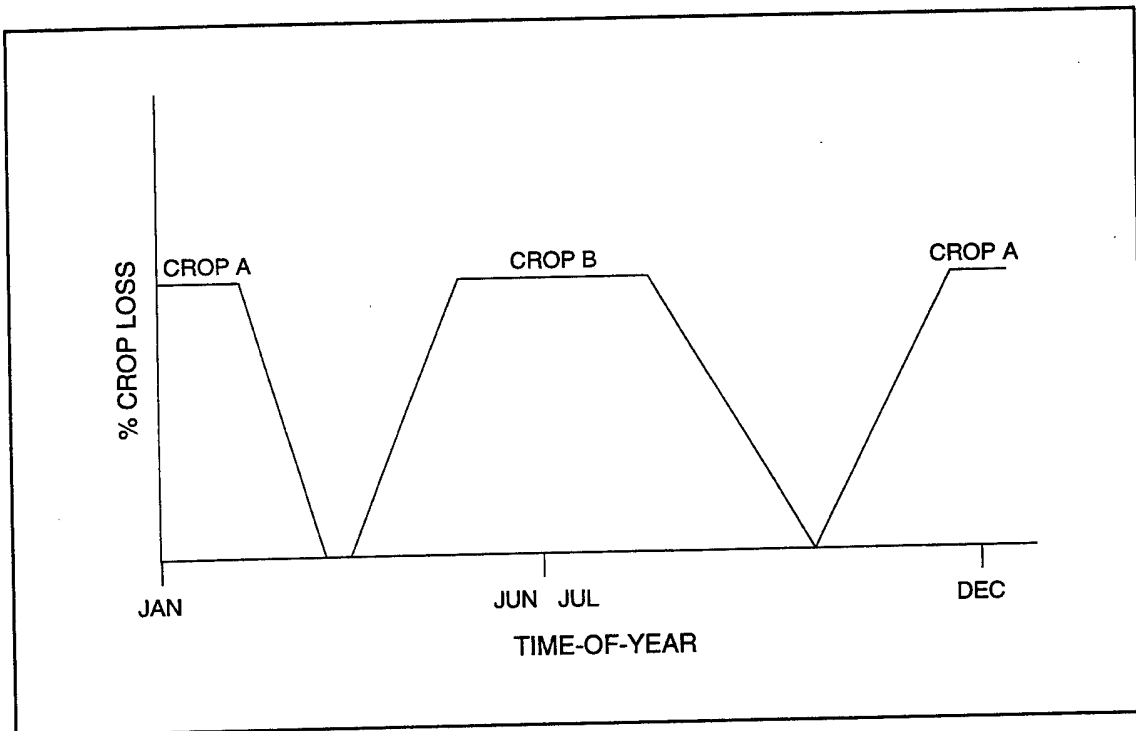 CROP A
CROP B
CROP A
% CROP LOSS
JAN
JUN JUL
DEC
TIME-OF-YEAR